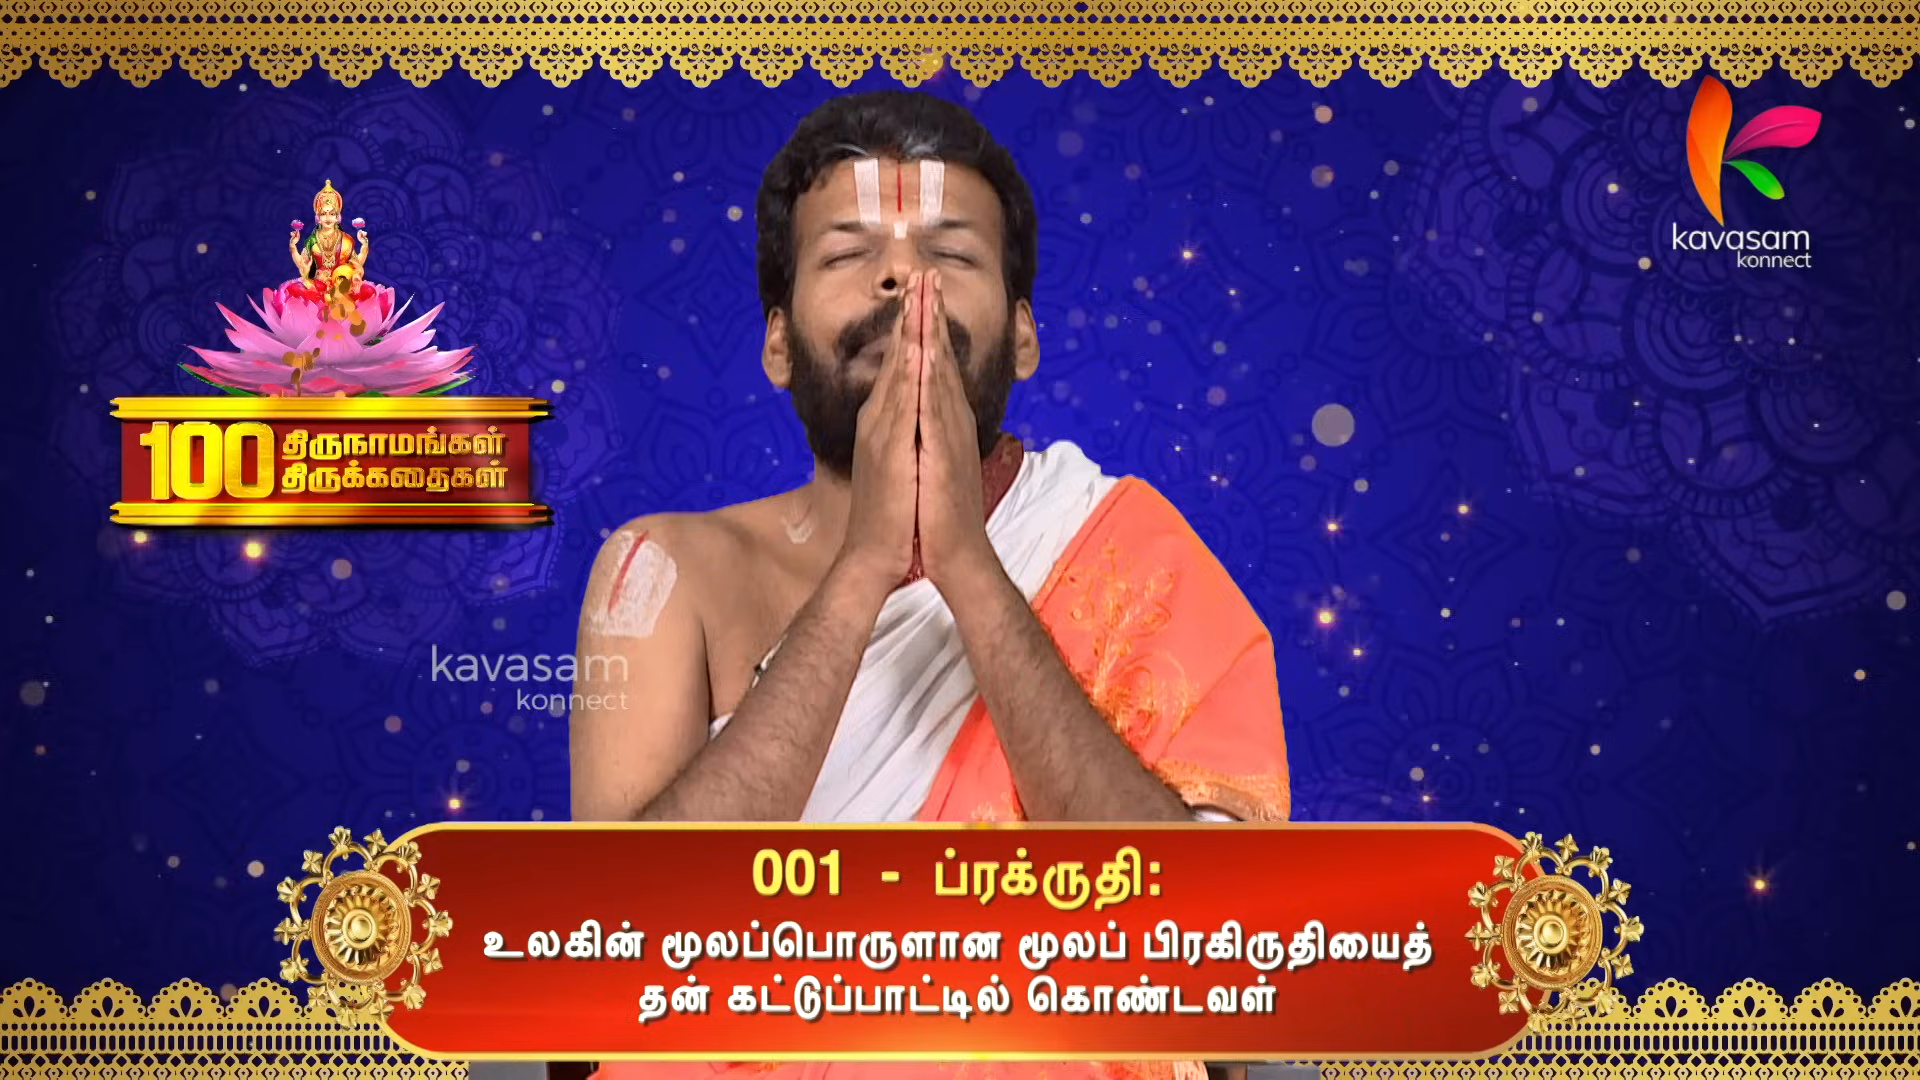 kavasam
konnect
100 திருநாமங்கள்
திருக்கதைகள்
kavasam
konnect
001 - ப்ரக்ருதி:
உலகின் மூலப்பொருளான மூலப் பிரகிருதியைத்
தன் கட்டுப்பாட்டில் கொண்டவள்